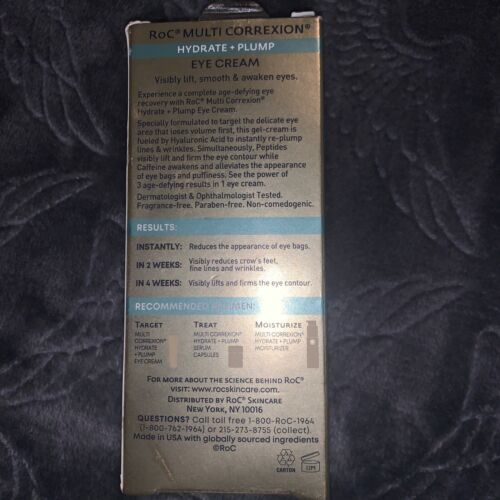 RoC® MULTI CORREXION®
HYDRATE + PLUMP
EYE CREAM
Visibly lift, smooth & awaken eyes.
Experience a complete age-defying eye
recovery with RoC® Multi Correxion®
Hydrate + Plump Eye Cream.
Specially formulated to target the delicate eye
area that loses volume first, this gel-cream is
fueled by Hyaluronic Acid to instantly re-plump
lines & wrinkles. Simultaneously, Peptides
visibly lift and firm the eye contour while
Caffeine awakens and alleviates the appearance
of eye bags and puffiness. See the power of
3 age-defying results in 1 eye cream.
Dermatologist & Ophthalmologist Tested.
Fragrance-free. Paraben-free. Non-comedogenic.
RESULTS:
INSTANTLY: Reduces the appearance of eye bags.
IN 2 WEEKS: Visibly reduces crow's feet,
fine lines and wrinkles.
IN 4 WEEKS: Visibly lifts and firms the eye contour.
RECOMMENDED REGIMEN:
TARGET
MULTI
CORREXION®
HYDRATE
+ PLUMP
EYE CREAM
TREAT
MULTI CORREXION®
HYDRATE + PLUMP
SERUM
CAPSULES
MOISTURIZE
MULTI CORREXION®
HYDRATE + PLUMP
MOISTURIZER
FOR MORE ABOUT THE SCIENCE BEHIND RoC®
VISIT: www.rocskincare.com.
DISTRIBUTED BY RoC® SKINCARE
NEW YORK, NY 10016
QUESTIONS? Call toll free 1-800-RoC-1964
(1-800-762-1964) or 215-273-8755 (collect).
Made in USA with globally sourced ingredients
©RoC
CARTON
12M